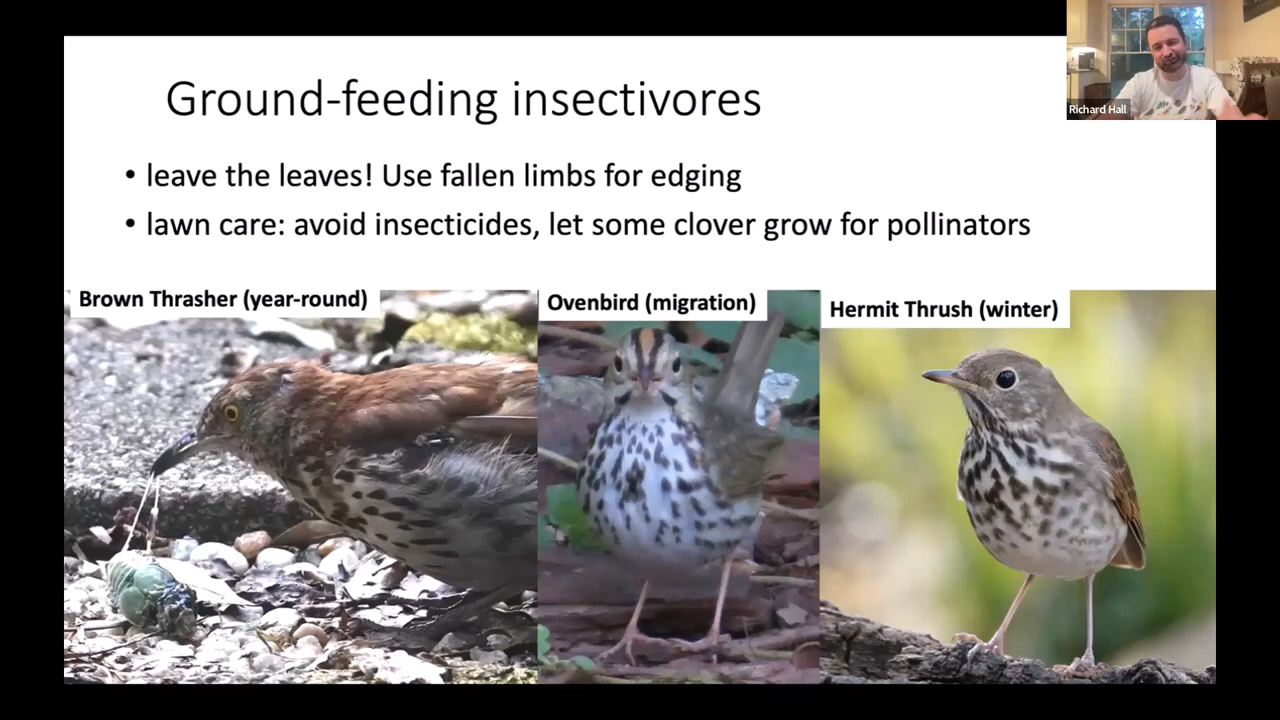 Ground-feeding insectivores
• leave the leaves! Use fallen limbs for edging
• lawn care: avoid insecticides, let some clover grow for pollinators
Brown Thrasher (year-round)
Ovenbird (migration)
Hermit Thrush (winter)
Richard Hall